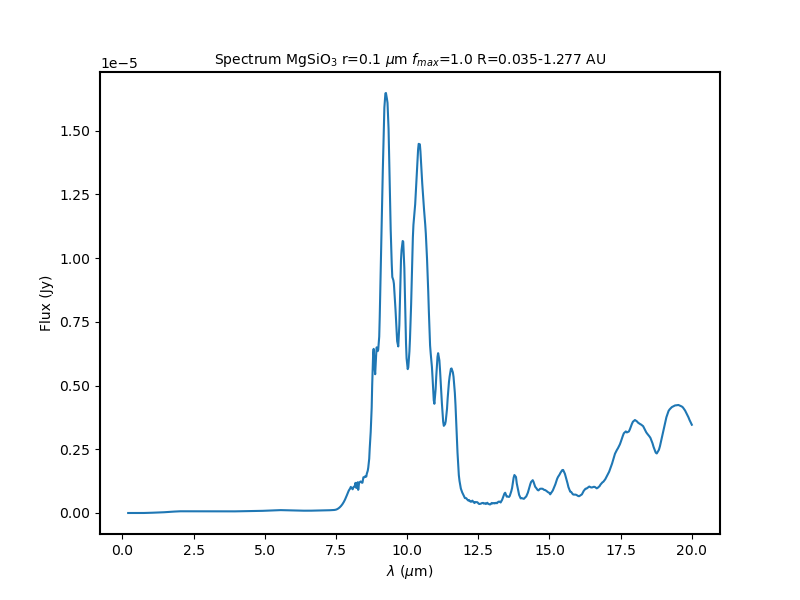 Spectrum MgSiO₃ r=0.1 μm f_max=1.0 R=0.035-1.277 AU
1e−5
1.50
1.25
1.00
0.75
0.50
0.25
0.00
Flux (Jy)
0.0 2.5 5.0 7.5 10.0 12.5 15.0 17.5 20.0
λ (μm)